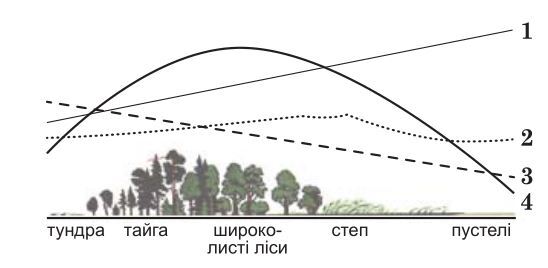 1
2
3
4
тундра тайга широко-
листі ліси степ пустелі